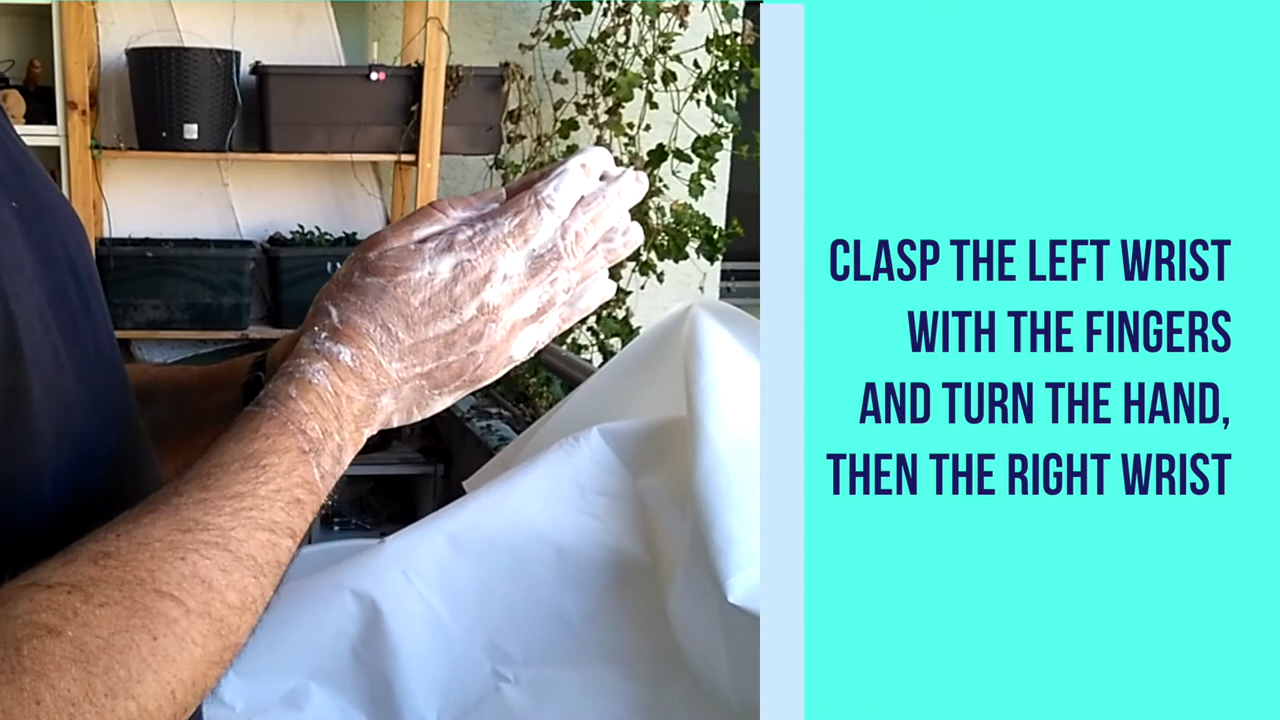 CLASP THE LEFT WRIST
WITH THE FINGERS
AND TURN THE HAND,
THEN THE RIGHT WRIST